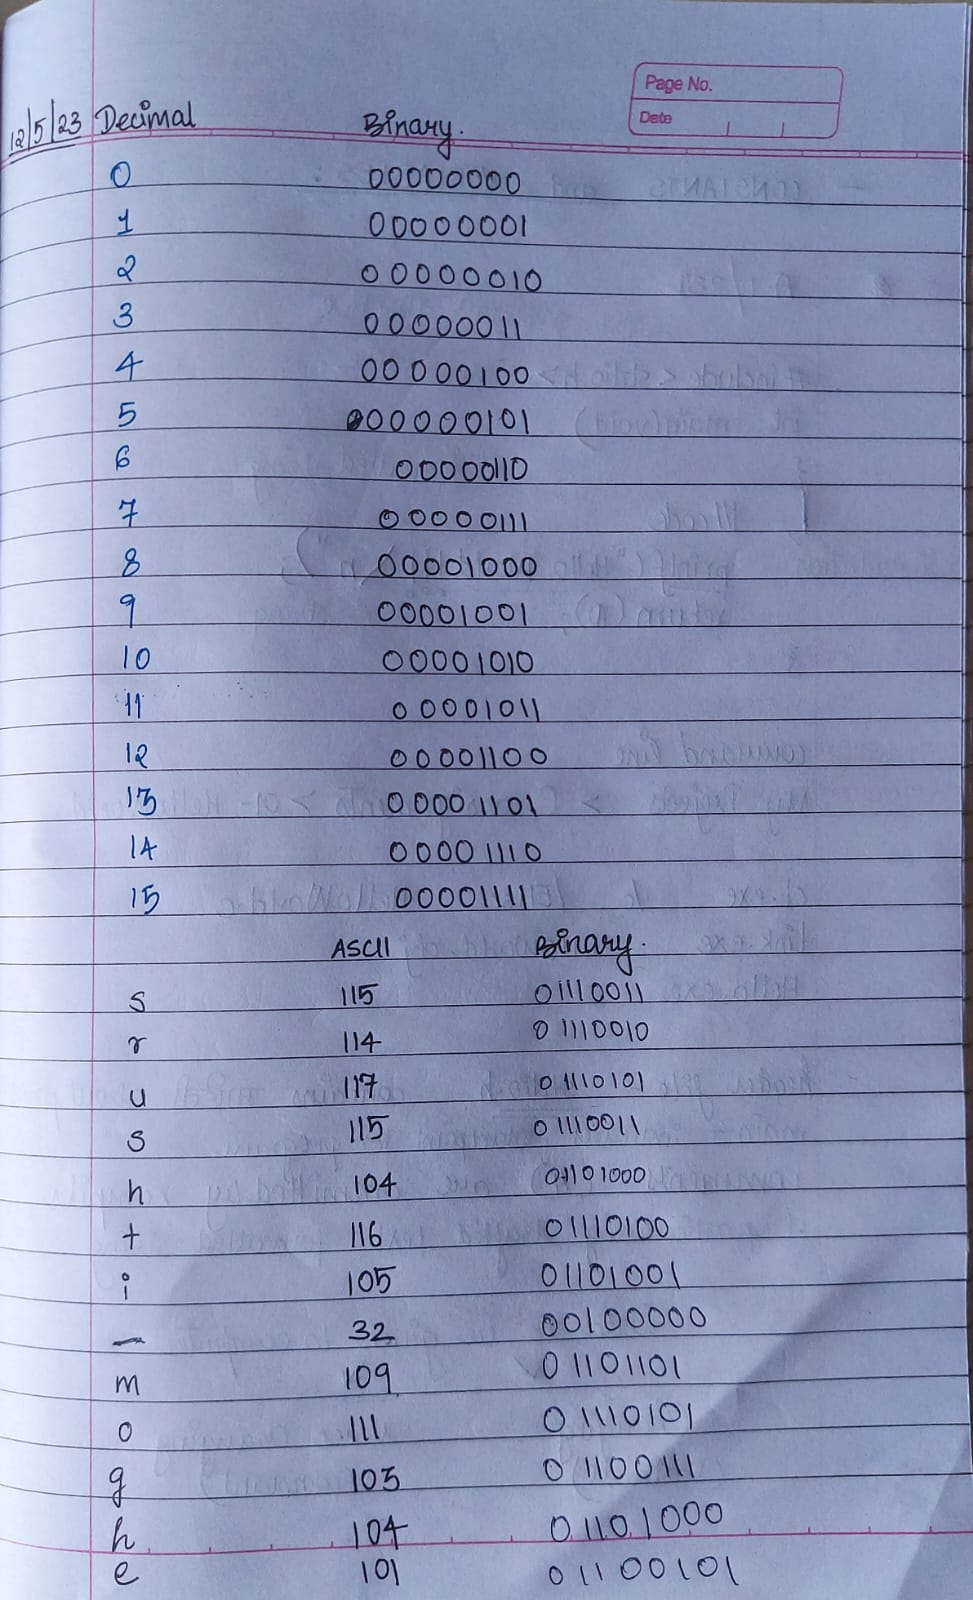 Page No.
Date
12/5/23 Decimal Binary.
0 00000000
1 00000001
2 00000010
3 00000011
4 00000100
5 000000101
6 0000110
7 00000111
8 00001000
9 00001001
10 00001010
11 00001011
12 00001100
13 00001101
14 00001110
15 00001111
ASCII Binary.
s 115 01110011
r 114 01110010
u 117 01110101
s 115 01110011
h 104 01101000
t 116 01110100
i 105 01101001
_ 32 00100000
m 109 01101101
o 111 01110101
g 103 01100111
h 104 01101000
e 101 01100101